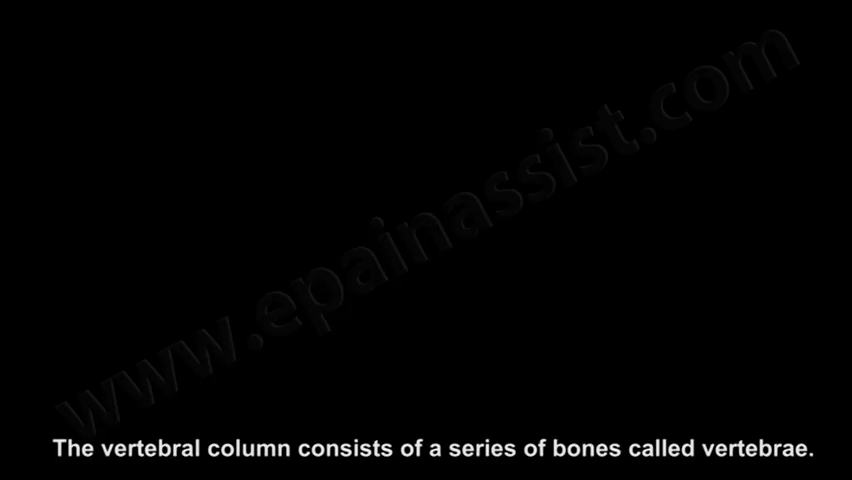 www.epainassist.com
The vertebral column consists of a series of bones called vertebrae.